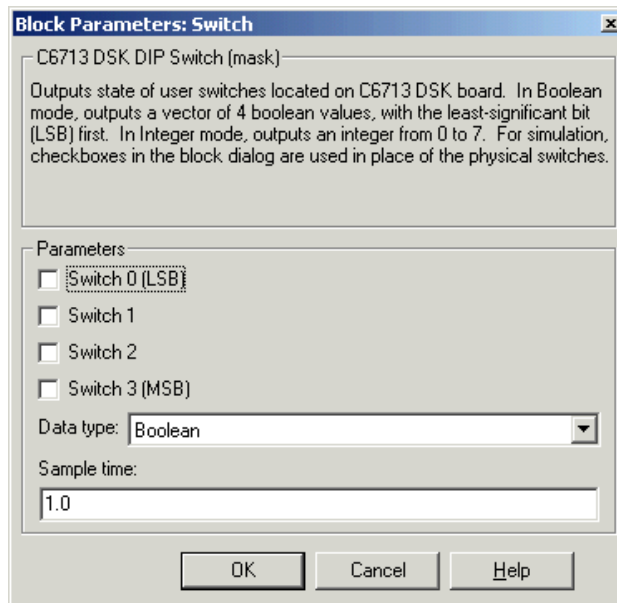 Block Parameters: Switch
C6713 DSK DIP Switch (mask)
Outputs state of user switches located on C6713 DSK board. In Boolean
mode, outputs a vector of 4 boolean values, with the least-significant bit
(LSB) first. In Integer mode, outputs an integer from 0 to 7. For simulation,
checkboxes in the block dialog are used in place of the physical switches.
Parameters
Switch 0 (LSB)
Switch 1
Switch 2
Switch 3 (MSB)
Data type: Boolean
Sample time:
1.0
OK Cancel Help